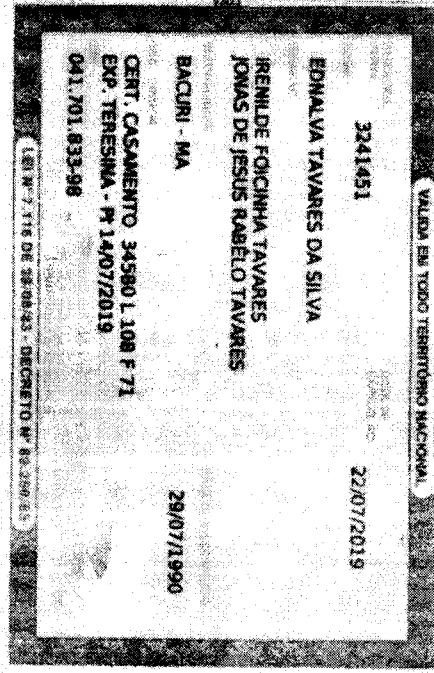 VÁLIDA EM TODO TERRITÓRIO NACIONAL
3241451 22/07/2019
EDNALVA TAVARES DA SILVA
IRENILDE FOICINHA TAVARES
JONAS DE JESUS RABELO TAVARES
BACURI - MA 29/07/1990
CERT. CASAMENTO 34580 L 108 F 71
EXP. TERESINA - PI 14/07/2019
041.701.833-98
LEI Nº 7.116 DE 29/08/83 - DECRETO Nº